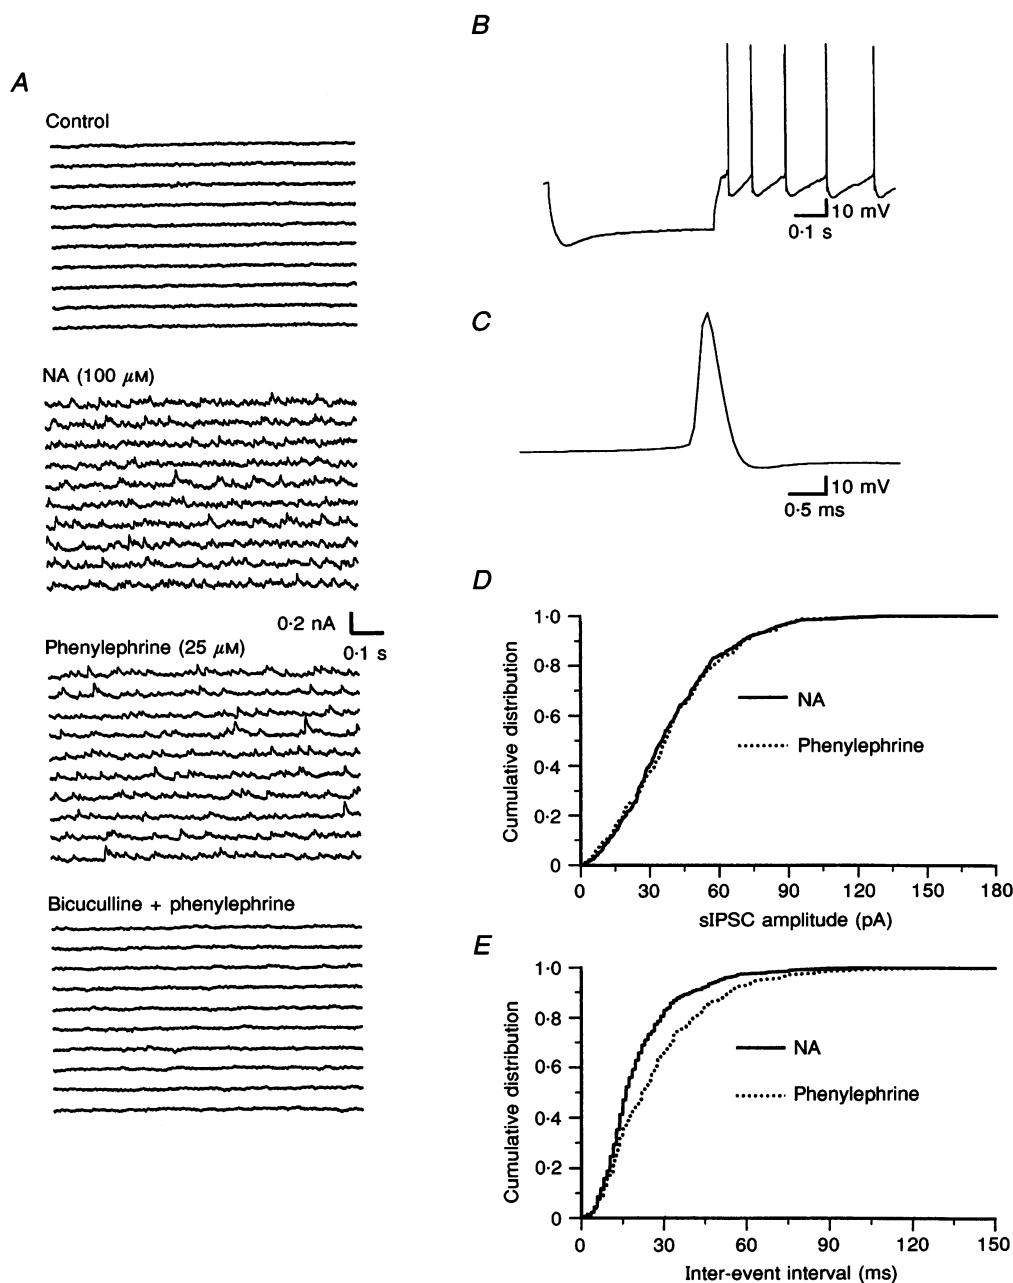 A
Control
NA (100 μM)
0·2 nA
0·1 s
Phenylephrine (25 μM)
Bicuculline + phenylephrine
B
10 mV
0·1 s
C
10 mV
0·5 ms
D
Cumulative distribution
1·0
0·8
0·6
0·4
0·2
0
NA
Phenylephrine
0 30 60 90 120 150 180
sIPSC amplitude (pA)
E
Cumulative distribution
1·0
0·8
0·6
0·4
0·2
0
NA
Phenylephrine
0 30 60 90 120 150
Inter-event interval (ms)